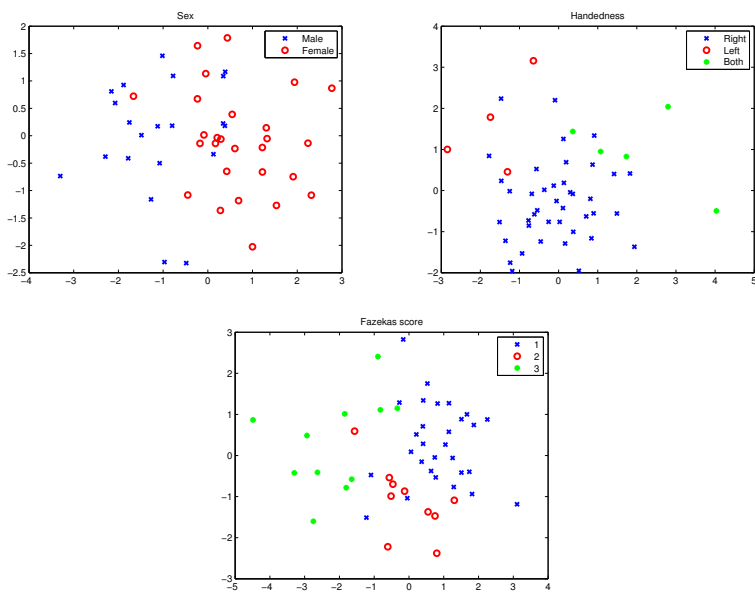 Sex
2
1.5
1
0.5
0
−0.5
−1
−1.5
−2
−2.5
−4 −3 −2 −1 0 1 2 3
Male
Female
Handedness
4
3
2
1
0
−1
−2
−3 −2 −1 0 1 2 3 4 5
Right
Left
Both
Fazekas score
3
2
1
0
−1
−2
−3
−5 −4 −3 −2 −1 0 1 2 3 4
1
2
3